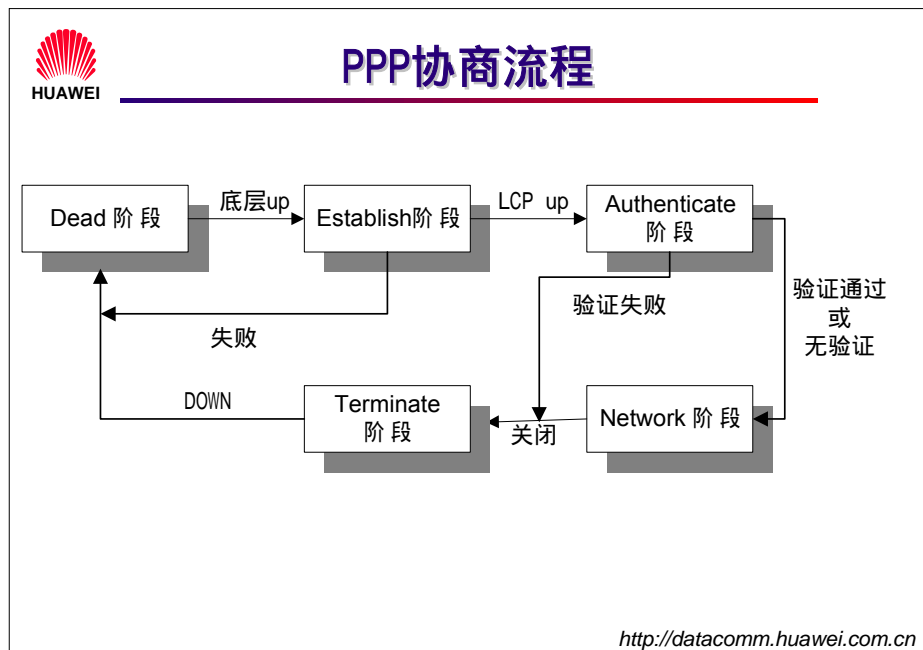 HUAWEI
PPP协商流程
Dead 阶 段
底层up
Establish阶 段
LCP up
Authenticate
阶 段
验证通过
或
无验证
验证失败
失败
DOWN
Terminate
阶 段
关闭
Network 阶 段
http://datacomm.huawei.com.cn